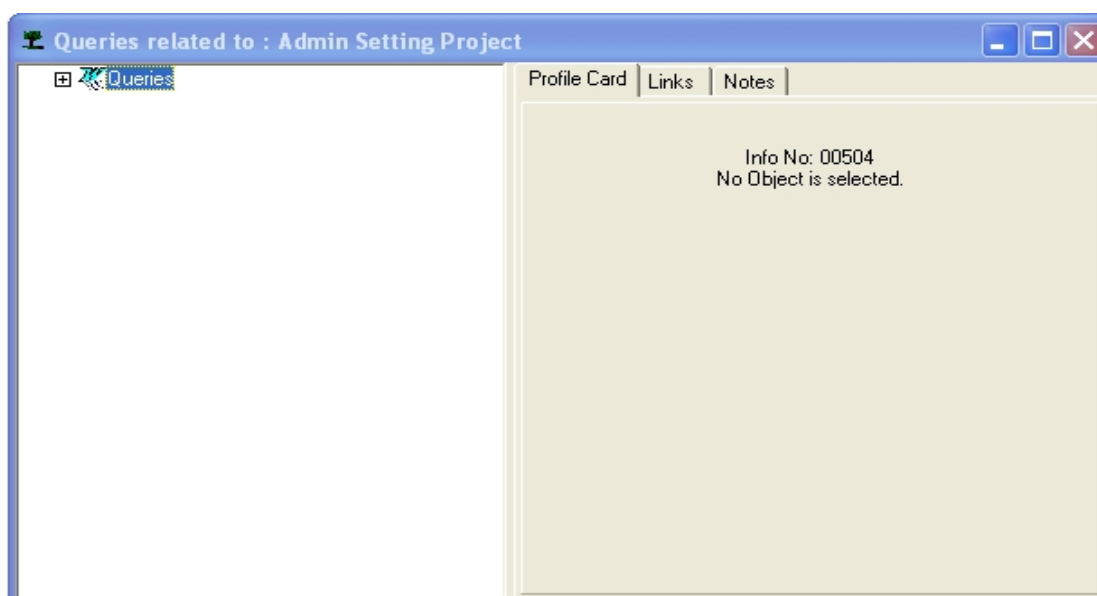 Queries related to : Admin Setting Project
Queries
Profile Card
Links
Notes
Info No: 00504
No Object is selected.